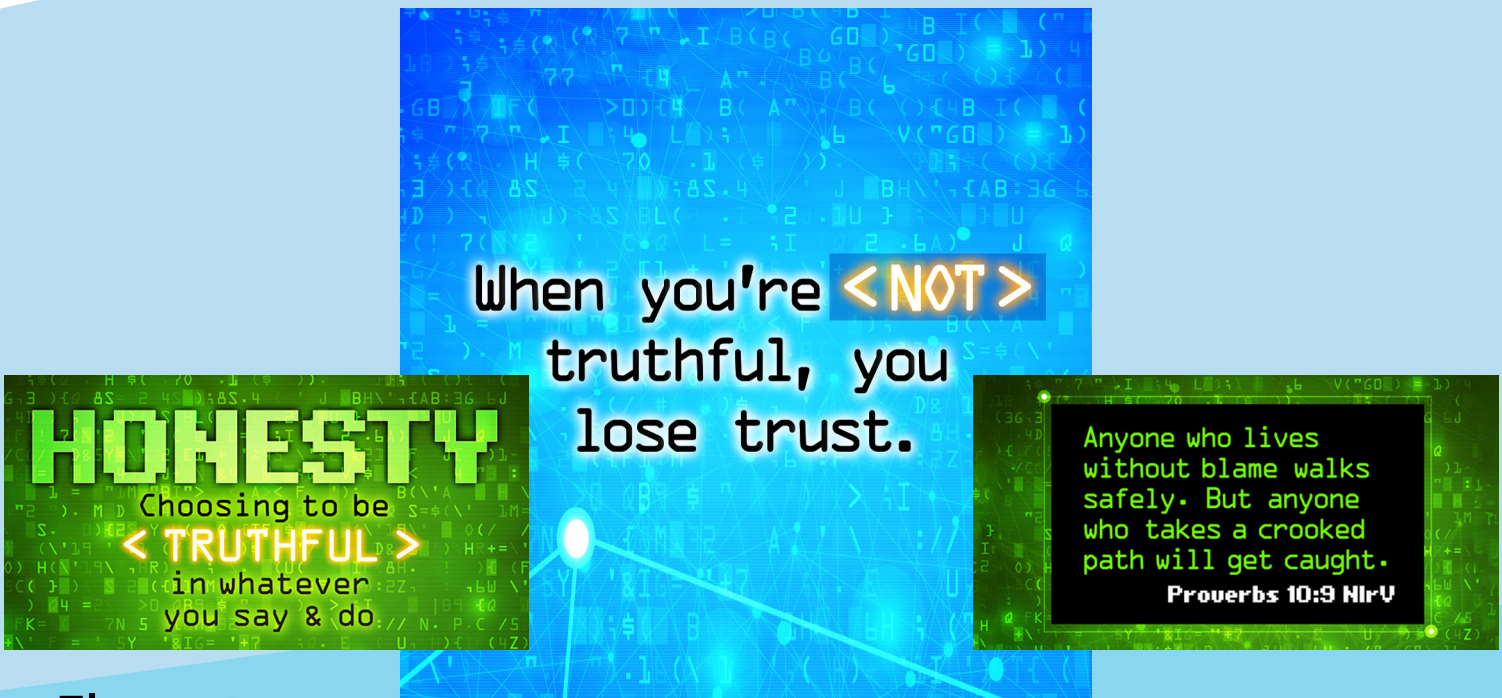 When you're <NOT>
truthful, you
lose trust.
HONESTY
Choosing to be
< TRUTHFUL >
in whatever
you say & do
Anyone who lives
without blame walks
safely. But anyone
who takes a crooked
path will get caught.
Proverbs 10:9 NIrV